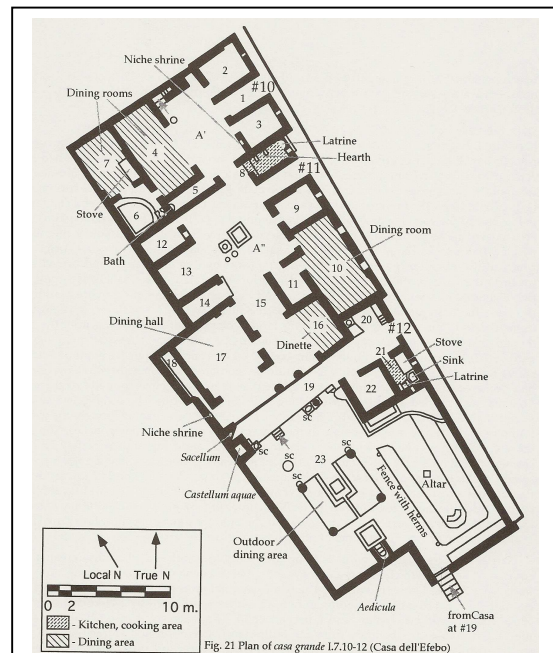 Niche shrine
Dining rooms
2
#10
1
3
A'
Latrine
Hearth
7
4
8
#11
5
Stove
6
9
Bath
12
A"
Dining room
13
10
11
14
15
20
#12
Dining hall
16
Dinette
21
Stove
Sink
Latrine
18
17
22
19
Niche shrine
Sacellum
sc
sc
sc
sc
23
Castellum aquae
Altar
Fence with herms
Outdoor
dining area
Aedicula
fromCasa
at #19
Local N True N
0 2 10 m.
- Kitchen, cooking area
- Dining area
Fig. 21 Plan of casa grande I.7.10-12 (Casa dell'Efebo)